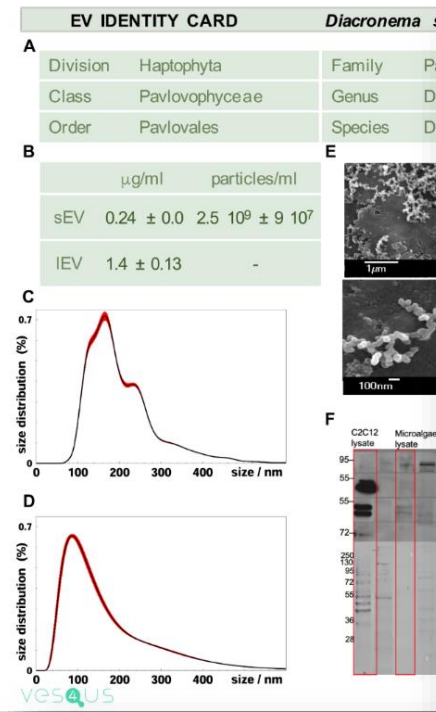 EV IDENTITY CARD Diacronema s
A
Division Haptophyta Family Pa
Class Pavlovophyceae Genus D
Order Pavlovales Species D
B
μg/ml particles/ml
sEV 0.24 ± 0.0 2.5 10⁹ ± 9 10⁷
lEV 1.4 ± 0.13 -
E
1μm
100nm
C
0.7
size distribution (%)
0
0 100 200 300 400 size / nm
D
0.7
size distribution (%)
0
0 100 200 300 400 size / nm
F
C2C12 lysate
Microalgae lysate
95
55
55
72
250
130
95
72
55
36
28
ves4us